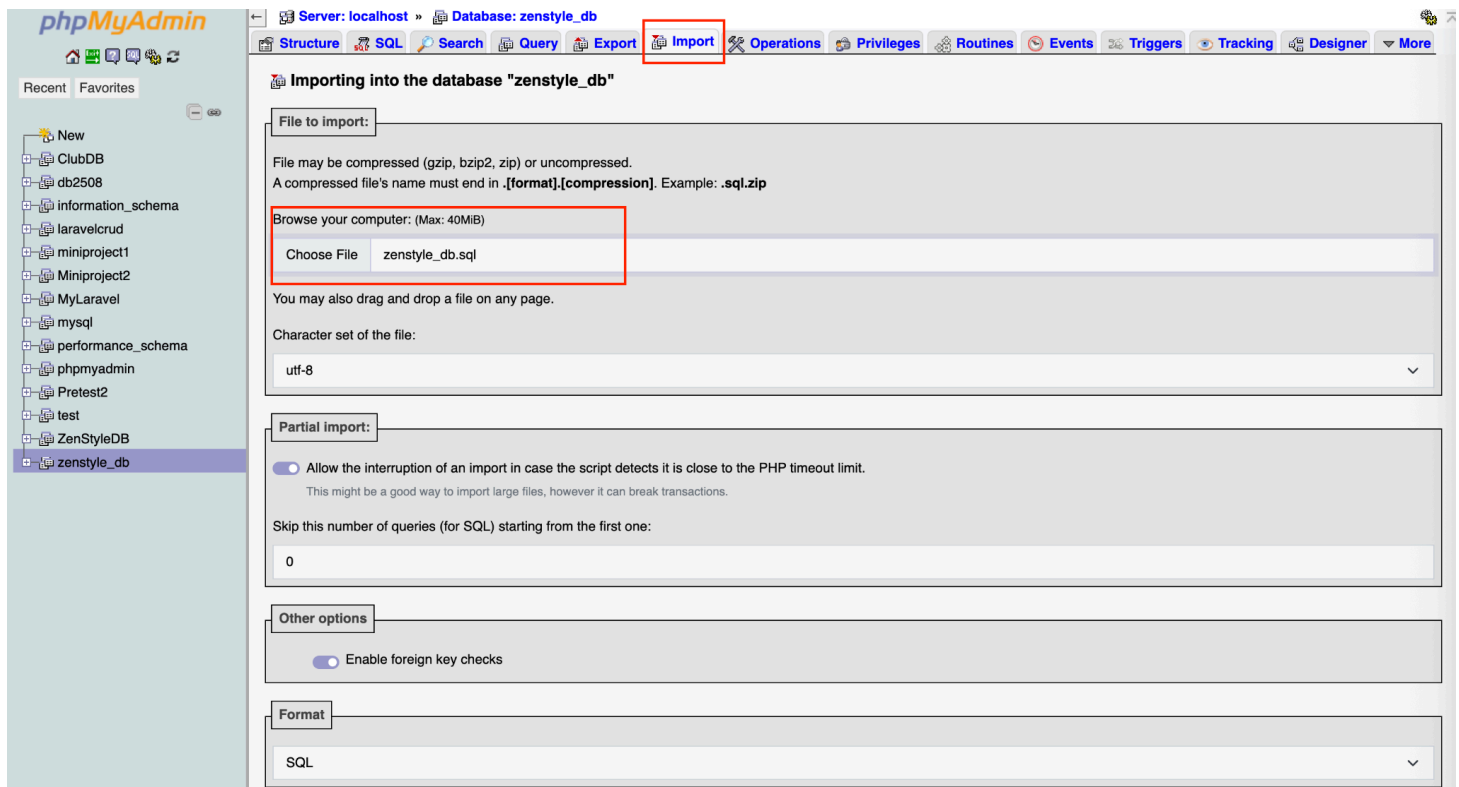 phpMyAdmin
Recent Favorites
New
ClubDB
db2508
information_schema
laravelcrud
miniproject1
Miniproject2
MyLaravel
mysql
performance_schema
phpmyadmin
Pretest2
test
ZenStyleDB
zenstyle_db
Server: localhost » Database: zenstyle_db
Structure SQL Search Query Export Import Operations Privileges Routines Events Triggers Tracking Designer More
Importing into the database "zenstyle_db"
File to import:
File may be compressed (gzip, bzip2, zip) or uncompressed.
A compressed file's name must end in .[format].[compression]. Example: .sql.zip
Browse your computer: (Max: 40MiB)
Choose File zenstyle_db.sql
You may also drag and drop a file on any page.
Character set of the file:
utf-8
Partial import:
Allow the interruption of an import in case the script detects it is close to the PHP timeout limit.
This might be a good way to import large files, however it can break transactions.
Skip this number of queries (for SQL) starting from the first one:
0
Other options
Enable foreign key checks
Format
SQL